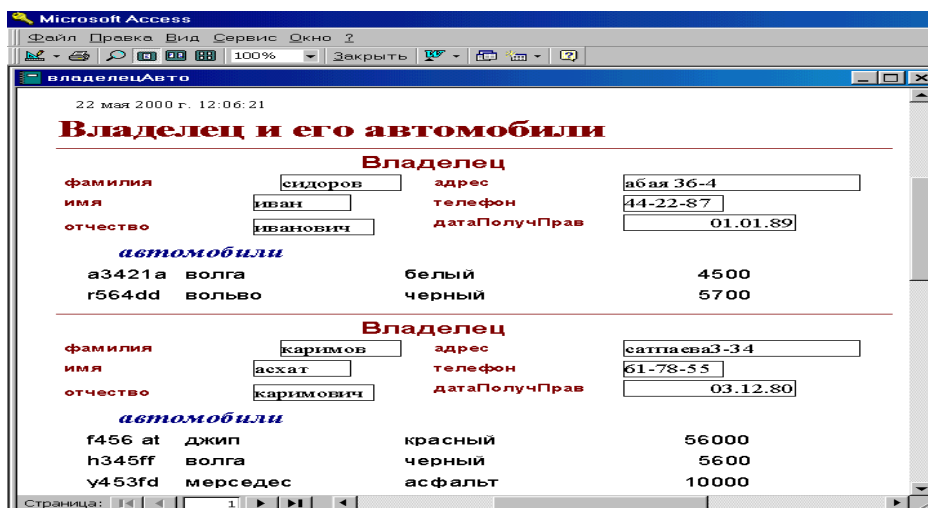 Microsoft Access
Файл Правка Вид Сервис Окно ?
100% Закрыть
владелецАвто
22 мая 2000 г. 12:06:21
Владелец и его автомобили
Владелец
фамилия сидоров адрес абая 36-4
имя иван телефон 44-22-87
отчество иванович датаПолучПрав 01.01.89
автомобили
а3421а волга белый 4500
r564dd вольво черный 5700
Владелец
фамилия каримов адрес сатпаева3-34
имя асхат телефон 61-78-55
отчество каримович датаПолучПрав 03.12.80
автомобили
f456 at джип красный 56000
h345ff волга черный 5600
y453fd мерседес асфальт 10000
Страница: 1